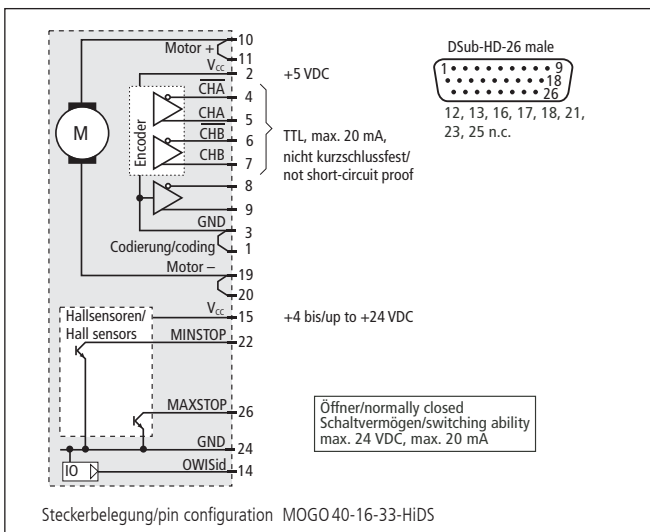 Motor + 10
11
Vcc 2 +5 VDC
CHA 4
CHA 5
CHB 6
CHB 7
TTL, max. 20 mA,
nicht kurzschlussfest/
not short-circuit proof
Encoder
M
8
9
GND 3
Codierung/coding 1
Motor – 19
20
Vcc 15 +4 bis/up to +24 VDC
Hallsensoren/
Hall sensors
MINSTOP 22
MAXSTOP 26
GND 24
IO OWISid 14
DSub-HD-26 male
1 9
18
26
12, 13, 16, 17, 18, 21,
23, 25 n.c.
Öffner/normally closed
Schaltvermögen/switching ability
max. 24 VDC, max. 20 mA
Steckerbelegung/pin configuration MOGO 40-16-33-HiDS